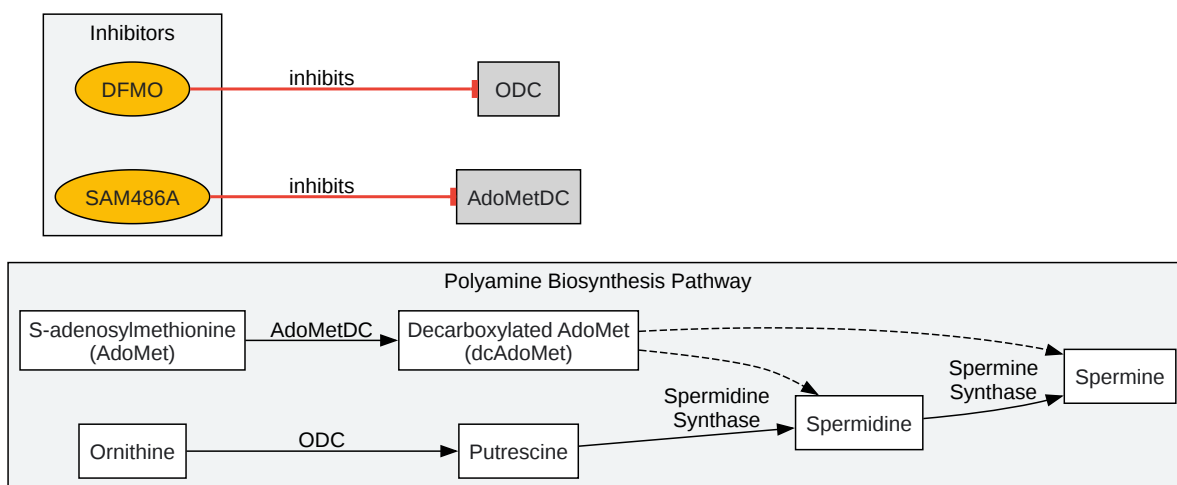 Inhibitors
DFMO
inhibits
ODC
SAM486A
inhibits
AdoMetDC
Polyamine Biosynthesis Pathway
S-adenosylmethionine
(AdoMet)
AdoMetDC
Decarboxylated AdoMet
(dcAdoMet)
Spermine
Synthase
Spermine
Spermidine
Synthase
Spermidine
Ornithine
ODC
Putrescine